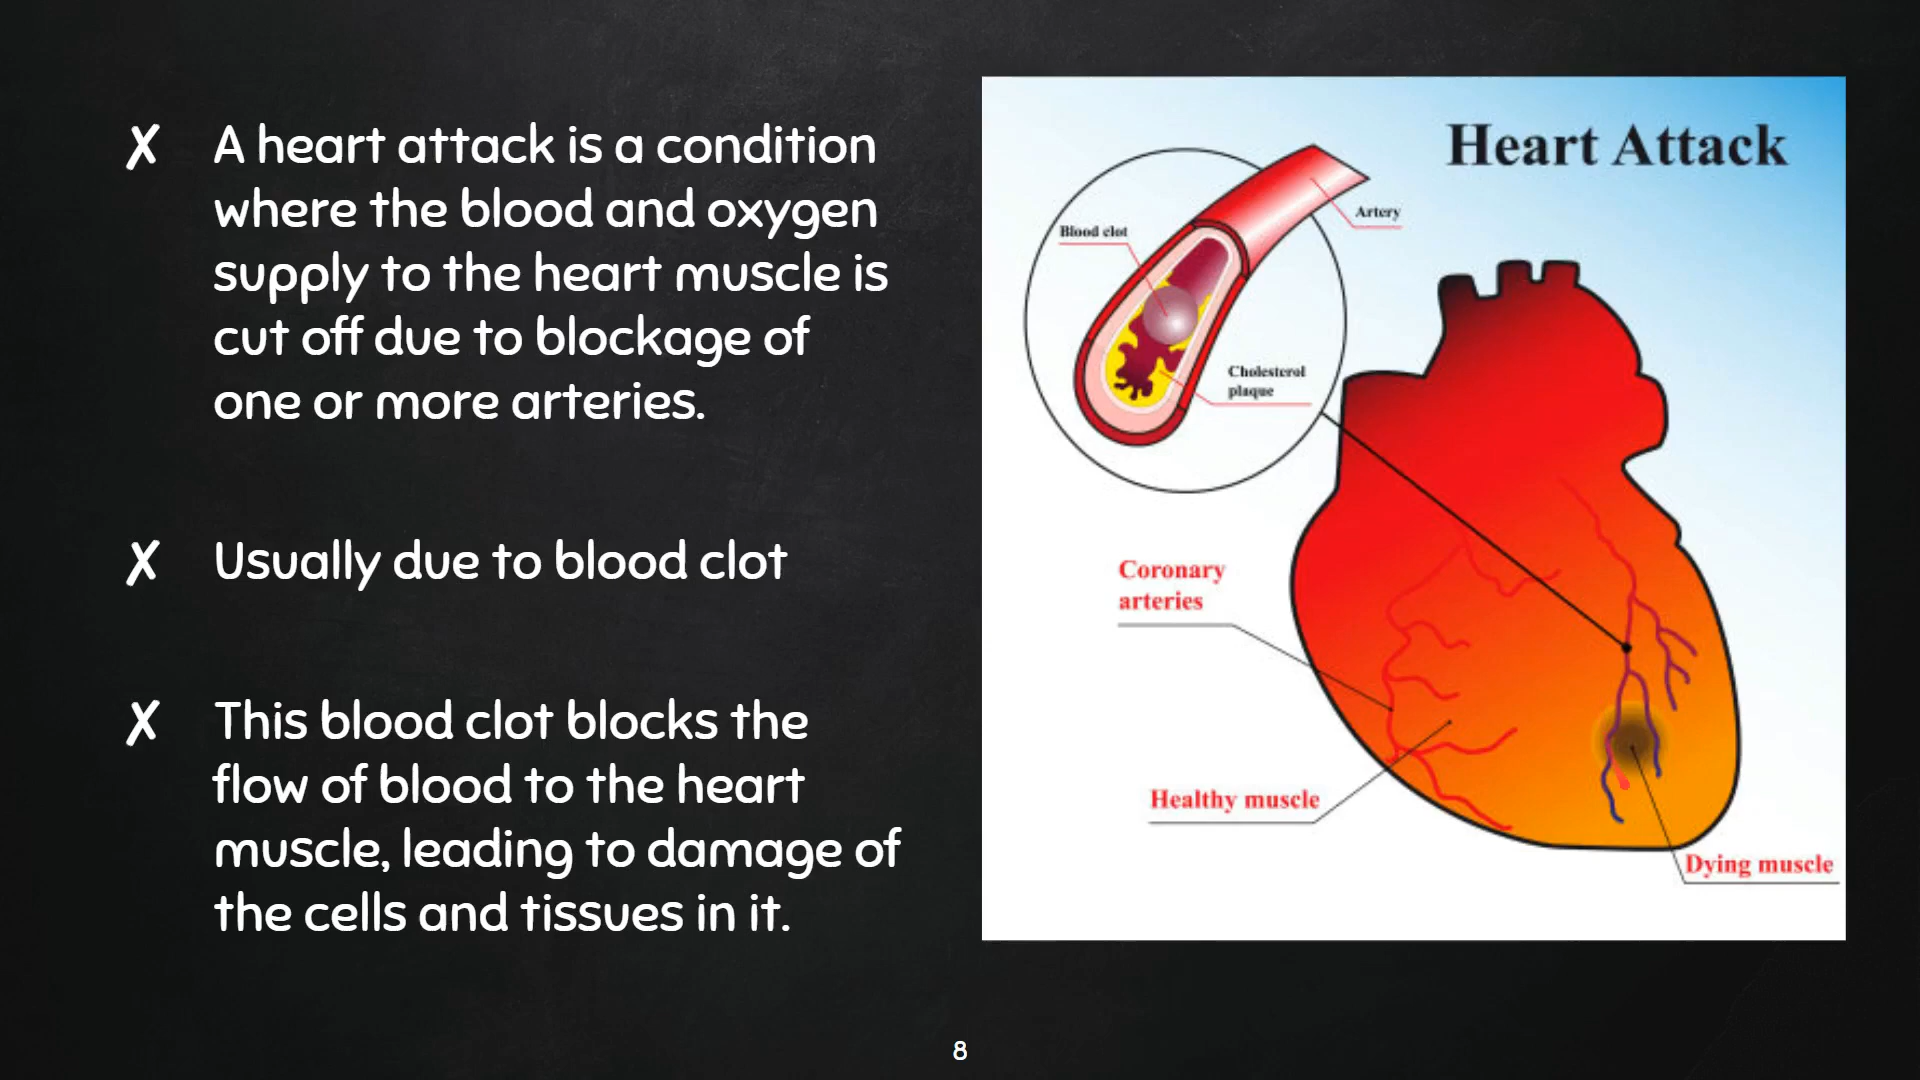 ✗ A heart attack is a condition
where the blood and oxygen
supply to the heart muscle is
cut off due to blockage of
one or more arteries.
✗ Usually due to blood clot
✗ This blood clot blocks the
flow of blood to the heart
muscle, leading to damage of
the cells and tissues in it.
Heart Attack
Artery
Blood clot
Cholesterol
plaque
Coronary
arteries
Healthy muscle
Dying muscle
8